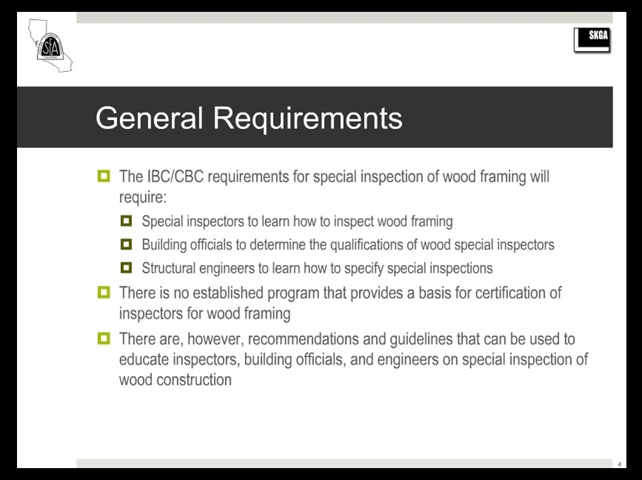 SKGA
General Requirements
The IBC/CBC requirements for special inspection of wood framing will
require:
Special inspectors to learn how to inspect wood framing
Building officials to determine the qualifications of wood special inspectors
Structural engineers to learn how to specify special inspections
There is no established program that provides a basis for certification of
inspectors for wood framing
There are, however, recommendations and guidelines that can be used to
educate inspectors, building officials, and engineers on special inspection of
wood construction
4